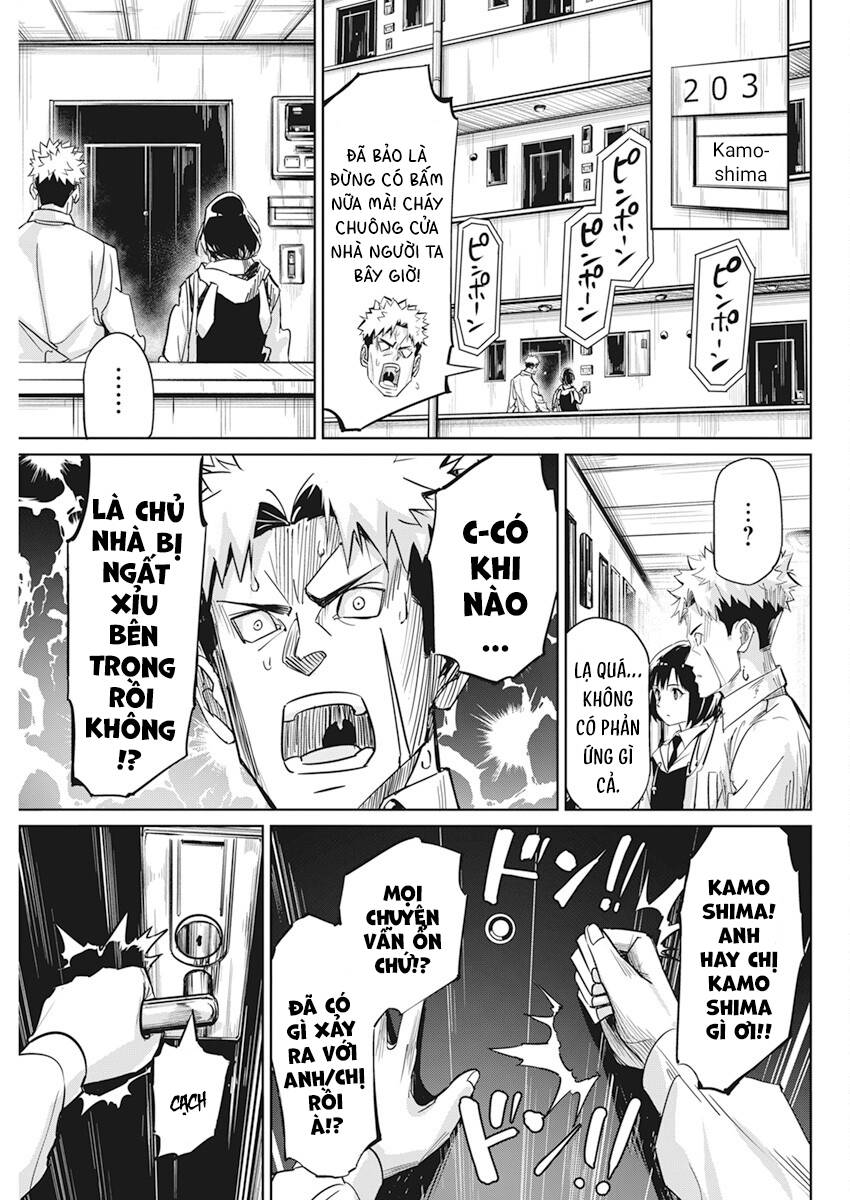 203
Kamo-
shima
ピンポーン
ピンポーン
ピンポーン
ピンポーン
ĐÃ BẢO LÀ
ĐỪNG CÓ BẤM
NỮA MÀ! CHÁY
CHUÔNG CỬA
NHÀ NGƯỜI TA
BÂY GIỜ!
......
...?
LẠ QUÁ...
KHÔNG
CÓ PHẢN
ỨNG GÌ
CẢ.
C-CÓ
KHI
NÀO
...
LÀ CHỦ
NHÀ BỊ
NGẤT
XỈU
BÊN
TRONG
RỒI
KHÔNG
!?
KAMO
SHIMA!
ANH
HAY CHỊ
KAMO
SHIMA
GÌ ƠI!!
ドン!
ドン!
MỌI
CHUYỆN
VẪN ỔN
CHỨ!?
ĐÃ CÓ
GÌ XẢY
RA VỚI
ANH/CHỊ
RỒI
À!?
CẠCH